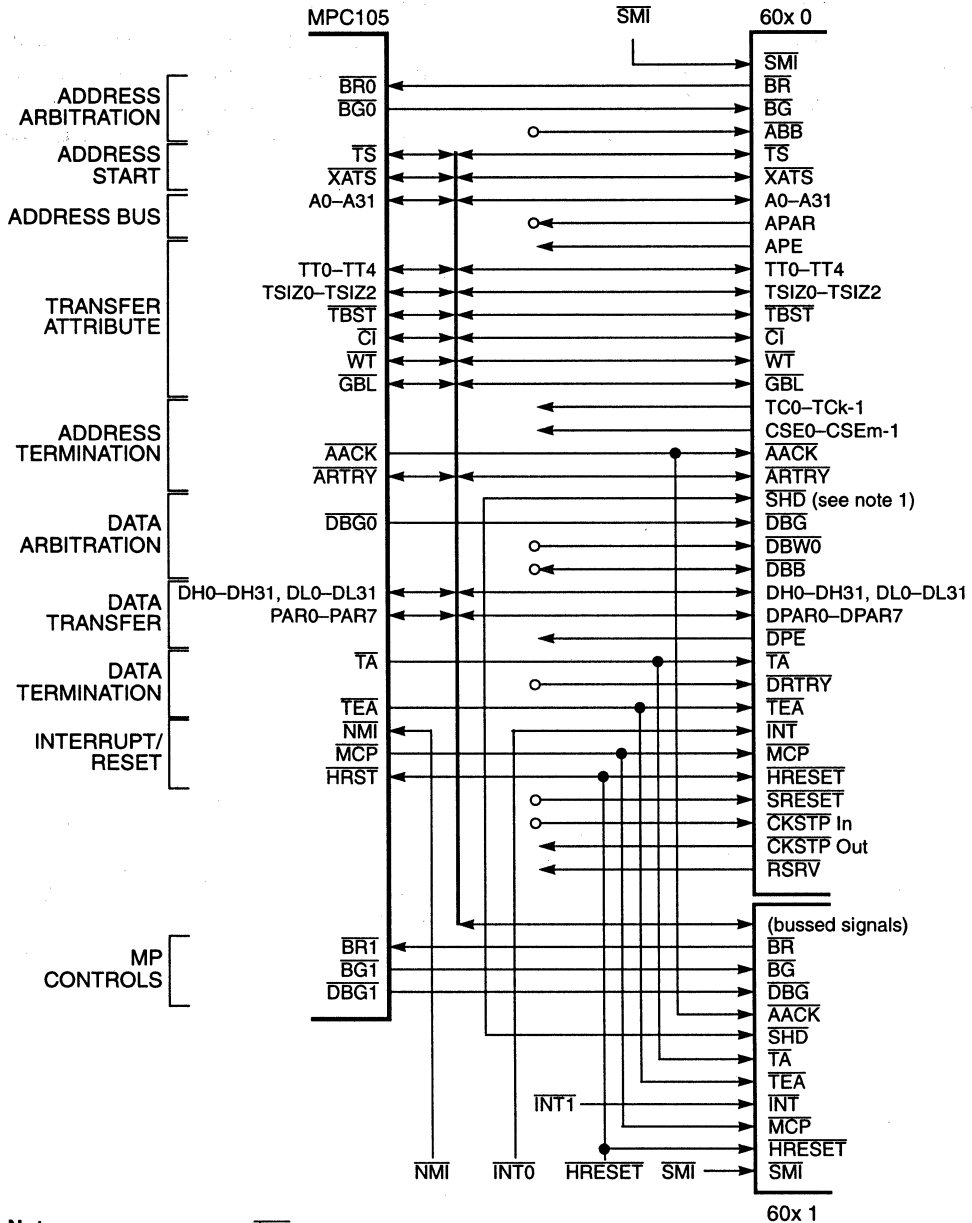 MPC105 SMI 60x 0
SMI
BR0 BR
BG0 BG
ABB
TS TS
XATS XATS
A0–A31 A0–A31
APAR
APE
TT0–TT4 TT0–TT4
TSIZ0–TSIZ2 TSIZ0–TSIZ2
TBST TBST
CI CI
WT WT
GBL GBL
TC0–TCk-1
CSE0–CSEm-1
AACK AACK
ARTRY ARTRY
SHD (see note 1)
DBG0 DBG
DBW0
DBB
DH0–DH31, DL0–DL31 DH0–DH31, DL0–DL31
PAR0–PAR7 DPAR0–DPAR7
DPE
TA TA
DRTRY
TEA TEA
NMI INT
MCP MCP
HRST HRESET
SRESET
CKSTP In
CKSTP Out
RSRV
(bussed signals)
BR1 BR
BG1 BG
DBG1 DBG
AACK
SHD
TA
TEA
INT1 INT
MCP
HRESET
NMI INT0 HRESET SMI SMI
60x 1
ADDRESS
ARBITRATION
ADDRESS
START
ADDRESS BUS
TRANSFER
ATTRIBUTE
ADDRESS
TERMINATION
DATA
ARBITRATION
DATA
TRANSFER
DATA
TERMINATION
INTERRUPT/
RESET
MP
CONTROLS